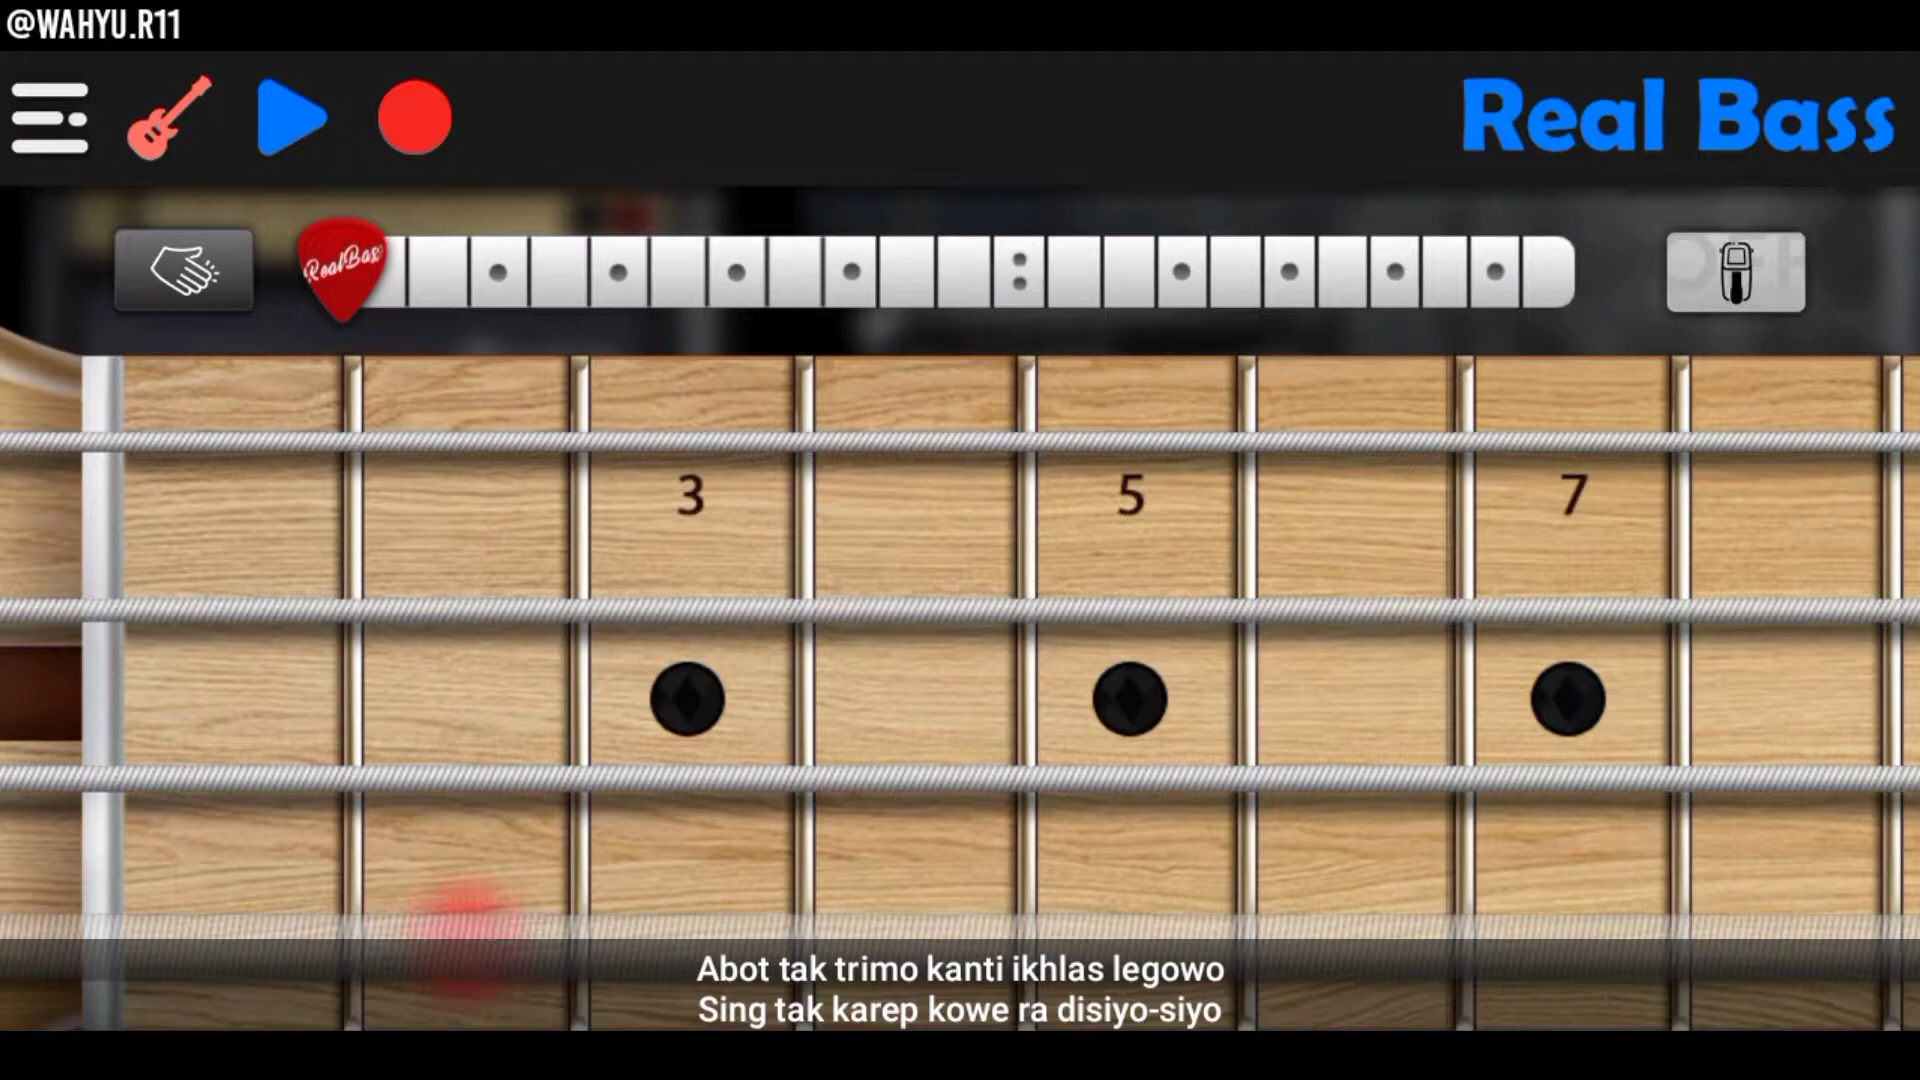 @WAHYU.R11
Real Bass
RealBass
3 5 7
Abot tak trimo kanti ikhlas legowo
Sing tak karep kowe ra disiyo-siyo